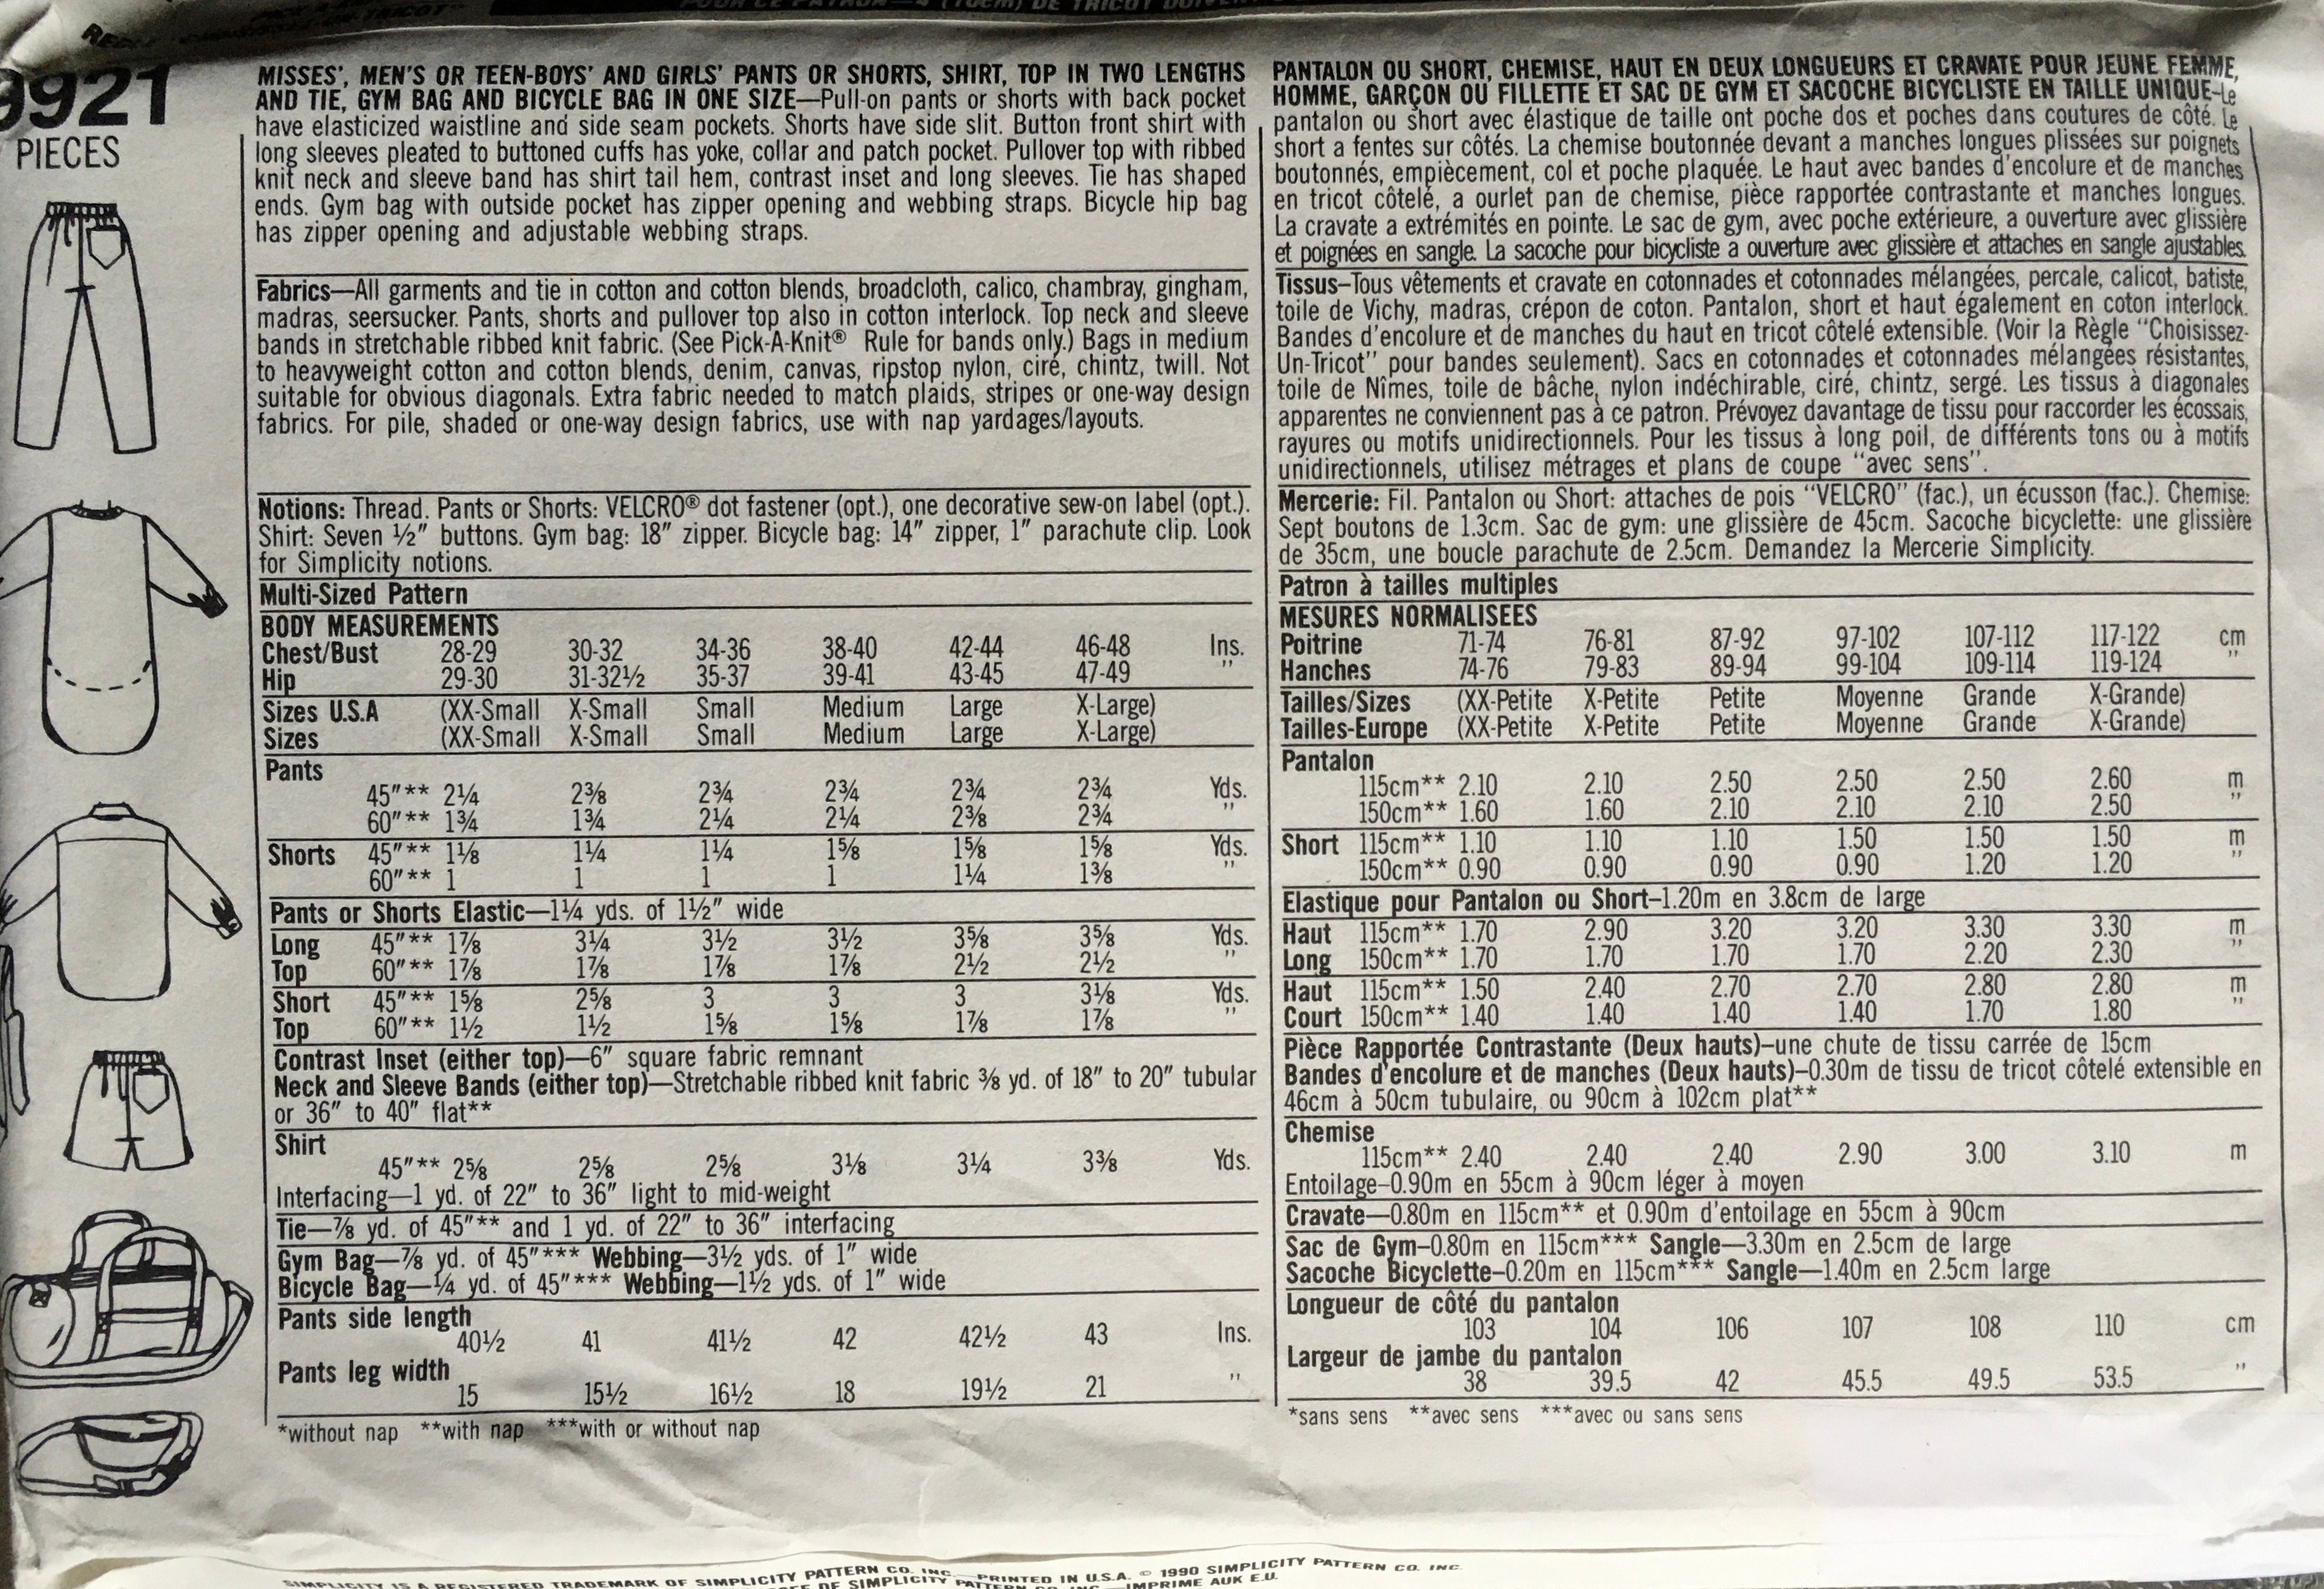 POUR LE PATRON—4 (10cm) DE TRICOT
9921
PIECES
MISSES', MEN'S OR TEEN-BOYS' AND GIRLS' PANTS OR SHORTS, SHIRT, TOP IN TWO LENGTHS
AND TIE, GYM BAG AND BICYCLE BAG IN ONE SIZE—Pull-on pants or shorts with back pocket
have elasticized waistline and side seam pockets. Shorts have side slit. Button front shirt with
long sleeves pleated to buttoned cuffs has yoke, collar and patch pocket. Pullover top with ribbed
knit neck and sleeve band has shirt tail hem, contrast inset and long sleeves. Tie has shaped
ends. Gym bag with outside pocket has zipper opening and webbing straps. Bicycle hip bag
has zipper opening and adjustable webbing straps.
Fabrics—All garments and tie in cotton and cotton blends, broadcloth, calico, chambray, gingham,
madras, seersucker. Pants, shorts and pullover top also in cotton interlock. Top neck and sleeve
bands in stretchable ribbed knit fabric. (See Pick-A-Knit® Rule for bands only.) Bags in medium
to heavyweight cotton and cotton blends, denim, canvas, ripstop nylon, ciré, chintz, twill. Not
suitable for obvious diagonals. Extra fabric needed to match plaids, stripes or one-way design
fabrics. For pile, shaded or one-way design fabrics, use with nap yardages/layouts.
Notions: Thread. Pants or Shorts: VELCRO® dot fastener (opt.), one decorative sew-on label (opt.).
Shirt: Seven ½" buttons. Gym bag: 18" zipper. Bicycle bag: 14" zipper, 1" parachute clip. Look
for Simplicity notions.
Multi-Sized Pattern
BODY MEASUREMENTS
Chest/Bust 28-29 30-32 34-36 38-40 42-44 46-48 Ins.
Hip 29-30 31-32½ 35-37 39-41 43-45 47-49 "
Sizes U.S.A (XX-Small X-Small Small Medium Large X-Large)
Sizes (XX-Small X-Small Small Medium Large X-Large)
Pants
45"** 2¼ 2⅜ 2¾ 2¾ 2¾ 2¾ Yds.
60"** 1¾ 1¾ 2¼ 2¼ 2⅜ 2¾ "
Shorts 45"** 1⅛ 1¼ 1¼ 1⅝ 1⅝ 1⅝ Yds.
60"** 1 1 1 1 1¼ 1⅜ "
Pants or Shorts Elastic—1¼ yds. of 1½" wide
Long 45"** 1⅞ 3¼ 3½ 3½ 3⅝ 3⅝ Yds.
Top 60"** 1⅞ 1⅞ 1⅞ 1⅞ 2½ 2½ "
Short 45"** 1⅝ 2⅝ 3 3 3 3⅛ Yds.
Top 60"** 1½ 1½ 1⅝ 1⅝ 1⅞ 1⅞ "
Contrast Inset (either top)—6" square fabric remnant
Neck and Sleeve Bands (either top)—Stretchable ribbed knit fabric ⅜ yd. of 18" to 20" tubular
or 36" to 40" flat**
Shirt
45"** 2⅝ 2⅝ 2⅝ 3⅛ 3¼ 3⅜ Yds.
Interfacing—1 yd. of 22" to 36" light to mid-weight
Tie—⅞ yd. of 45"** and 1 yd. of 22" to 36" interfacing
Gym Bag—⅞ yd. of 45"*** Webbing—3½ yds. of 1" wide
Bicycle Bag—¼ yd. of 45"*** Webbing—1½ yds. of 1" wide
Pants side length
40½ 41 41½ 42 42½ 43 Ins.
Pants leg width
15 15½ 16½ 18 19½ 21 "
*without nap **with nap ***with or without nap
PANTALON OU SHORT, CHEMISE, HAUT EN DEUX LONGUEURS ET CRAVATE POUR JEUNE FEMME,
HOMME, GARÇON OU FILLETTE ET SAC DE GYM ET SACOCHE BICYCLISTE EN TAILLE UNIQUE–Le
pantalon ou short avec élastique de taille ont poche dos et poches dans coutures de côté. Le
short a fentes sur côtés. La chemise boutonnée devant a manches longues plissées sur poignets
boutonnés, empiècement, col et poche plaquée. Le haut avec bandes d'encolure et de manches
en tricot côtelé, a ourlet pan de chemise, pièce rapportée contrastante et manches longues.
La cravate a extrémités en pointe. Le sac de gym, avec poche extérieure, a ouverture avec glissière
et poignées en sangle. La sacoche pour bicycliste a ouverture avec glissière et attaches en sangle ajustables.
Tissus–Tous vêtements et cravate en cotonnades et cotonnades mélangées, percale, calicot, batiste,
toile de Vichy, madras, crépon de coton. Pantalon, short et haut également en coton interlock.
Bandes d'encolure et de manches du haut en tricot côtelé extensible. (Voir la Règle "Choisissez-
Un-Tricot" pour bandes seulement). Sacs en cotonnades et cotonnades mélangées résistantes,
toile de Nîmes, toile de bâche, nylon indéchirable, ciré, chintz, sergé. Les tissus à diagonales
apparentes ne conviennent pas à ce patron. Prévoyez davantage de tissu pour raccorder les écossais,
rayures ou motifs unidirectionnels. Pour les tissus à long poil, de différents tons ou à motifs
unidirectionnels, utilisez métrages et plans de coupe "avec sens".
Mercerie: Fil. Pantalon ou Short: attaches de pois "VELCRO" (fac.), un écusson (fac.). Chemise:
Sept boutons de 1.3cm. Sac de gym: une glissière de 45cm. Sacoche bicyclette: une glissière
de 35cm, une boucle parachute de 2.5cm. Demandez la Mercerie Simplicity.
Patron à tailles multiples
MESURES NORMALISEES
Poitrine 71-74 76-81 87-92 97-102 107-112 117-122 cm
Hanches 74-76 79-83 89-94 99-104 109-114 119-124 "
Tailles/Sizes (XX-Petite X-Petite Petite Moyenne Grande X-Grande)
Tailles-Europe (XX-Petite X-Petite Petite Moyenne Grande X-Grande)
Pantalon
115cm** 2.10 2.10 2.50 2.50 2.50 2.60 m
150cm** 1.60 1.60 2.10 2.10 2.10 2.50 "
Short 115cm** 1.10 1.10 1.10 1.50 1.50 1.50 m
150cm** 0.90 0.90 0.90 0.90 1.20 1.20 "
Elastique pour Pantalon ou Short–1.20m en 3.8cm de large
Haut 115cm** 1.70 2.90 3.20 3.20 3.30 3.30 m
Long 150cm** 1.70 1.70 1.70 1.70 2.20 2.30 "
Haut 115cm** 1.50 2.40 2.70 2.70 2.80 2.80 m
Court 150cm** 1.40 1.40 1.40 1.40 1.70 1.80 "
Pièce Rapportée Contrastante (Deux hauts)–une chute de tissu carrée de 15cm
Bandes d'encolure et de manches (Deux hauts)–0.30m de tissu de tricot côtelé extensible en
46cm à 50cm tubulaire, ou 90cm à 102cm plat**
Chemise
115cm** 2.40 2.40 2.40 2.90 3.00 3.10 m
Entoilage–0.90m en 55cm à 90cm léger à moyen
Cravate—0.80m en 115cm** et 0.90m d'entoilage en 55cm à 90cm
Sac de Gym–0.80m en 115cm*** Sangle—3.30m en 2.5cm de large
Sacoche Bicyclette–0.20m en 115cm*** Sangle—1.40m en 2.5cm large
Longueur de côté du pantalon
103 104 106 107 108 110 cm
Largeur de jambe du pantalon
38 39.5 42 45.5 49.5 53.5 "
*sans sens **avec sens ***avec ou sans sens
SIMPLICITY IS A REGISTERED TRADEMARK OF SIMPLICITY PATTERN CO. INC. PRINTED IN U.S.A. © 1990 SIMPLICITY PATTERN CO. INC.
DE SIMPLICITY PATTERN CO. INC.—IMPRIME AUX E.U.